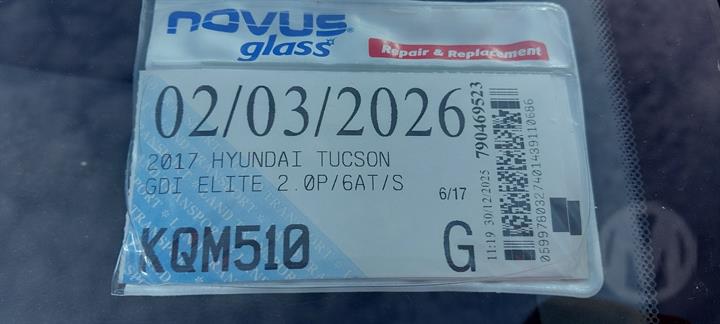 novus
glass
Repair & Replacement
02/03/2026
2017 HYUNDAI TUCSON
GDI ELITE 2.0P/6AT/S
6/17
KQM510
G
11:19 30/12/2025
790469523